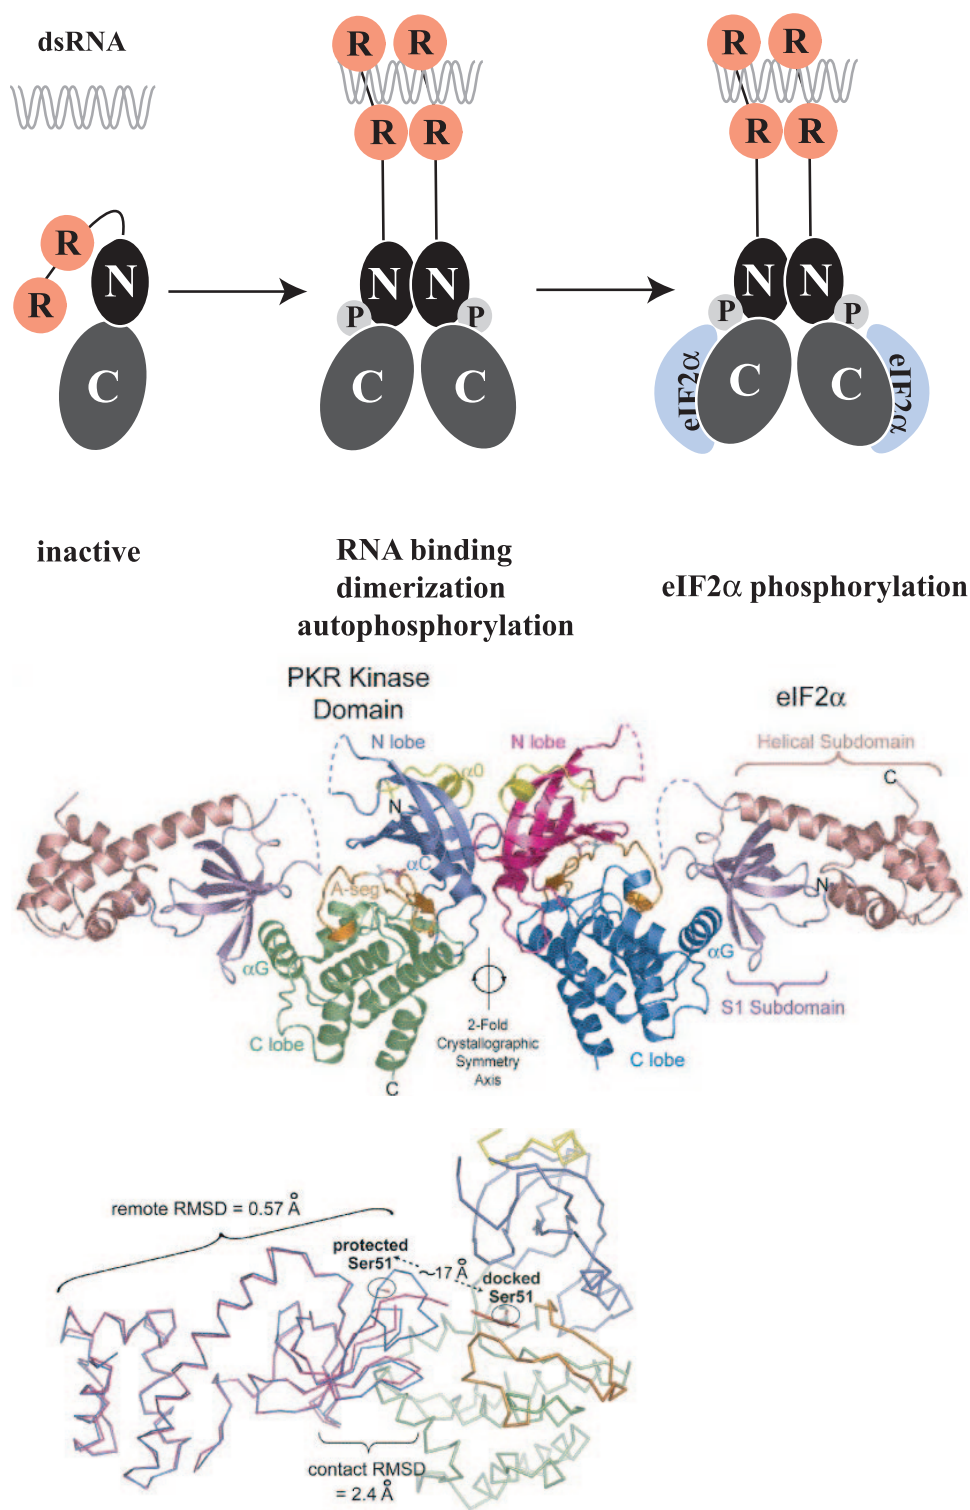 dsRNA
R
R
N
C
R R
R R
N N
P P
C C
R R
R R
N N
P P
C C
eIF2α eIF2α
inactive
RNA binding
dimerization
autophosphorylation
eIF2α phosphorylation
PKR Kinase
Domain
eIF2α
N lobe
N lobe
Helical Subdomain
α0
C
N
αC
A-seg
N
αG
αG
S1 Subdomain
C lobe
C lobe
C
2-Fold
Crystallographic
Symmetry
Axis
remote RMSD = 0.57 Å
protected
Ser51
~17 Å
docked
Ser51
contact RMSD
= 2.4 Å